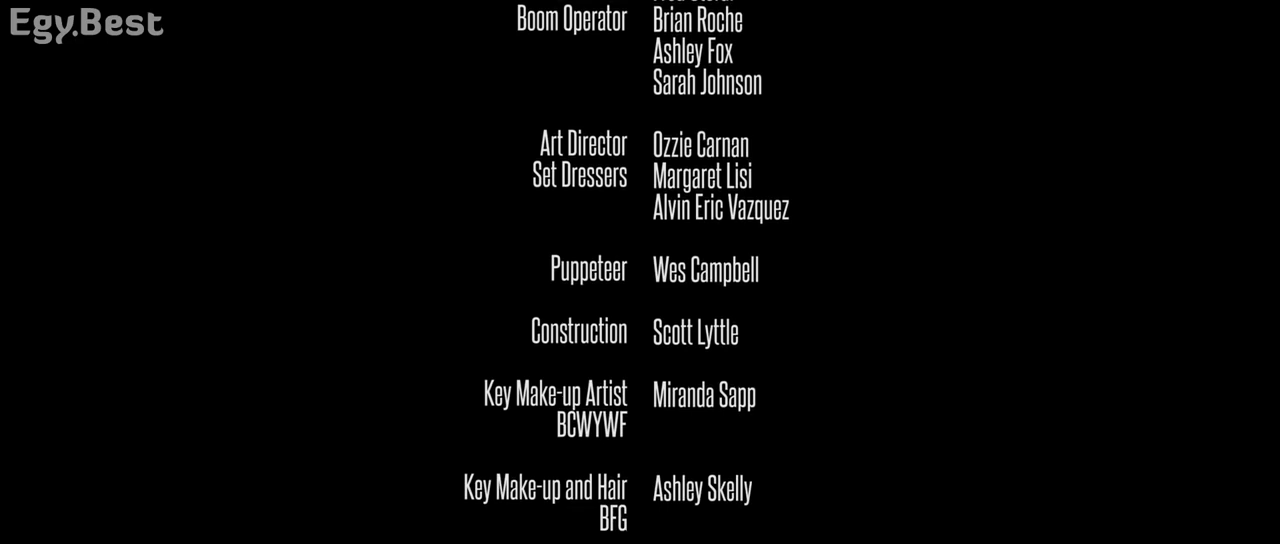 Egy.Best
Boom Operator Brian Roche
Ashley Fox
Sarah Johnson
Art Director Ozzie Carnan
Set Dressers Margaret Lisi
Alvin Eric Vazquez
Puppeteer Wes Campbell
Construction Scott Lyttle
Key Make-up Artist Miranda Sapp
BCWYWF
Key Make-up and Hair Ashley Skelly
BFG